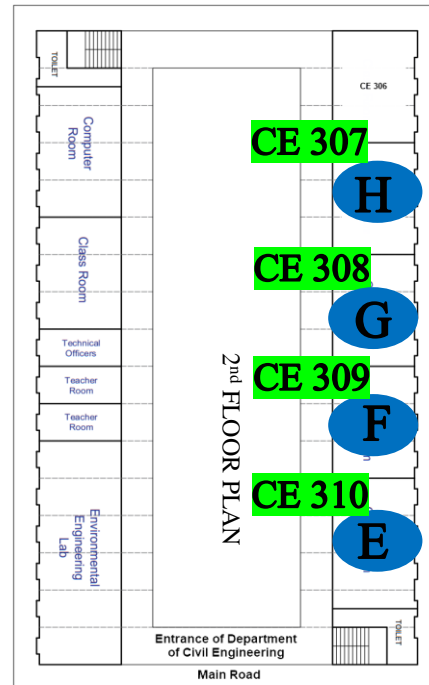 TOILET
CE 306
Computer
Room
CE 307
H
Class Room
CE 308
G
Technical
Officers
Teacher
Room
Teacher
Room
2nd FLOOR PLAN
CE 309
F
CE 310
E
Environmental
Engineering
Lab
TOILET
Entrance of Department
of Civil Engineering
Main Road